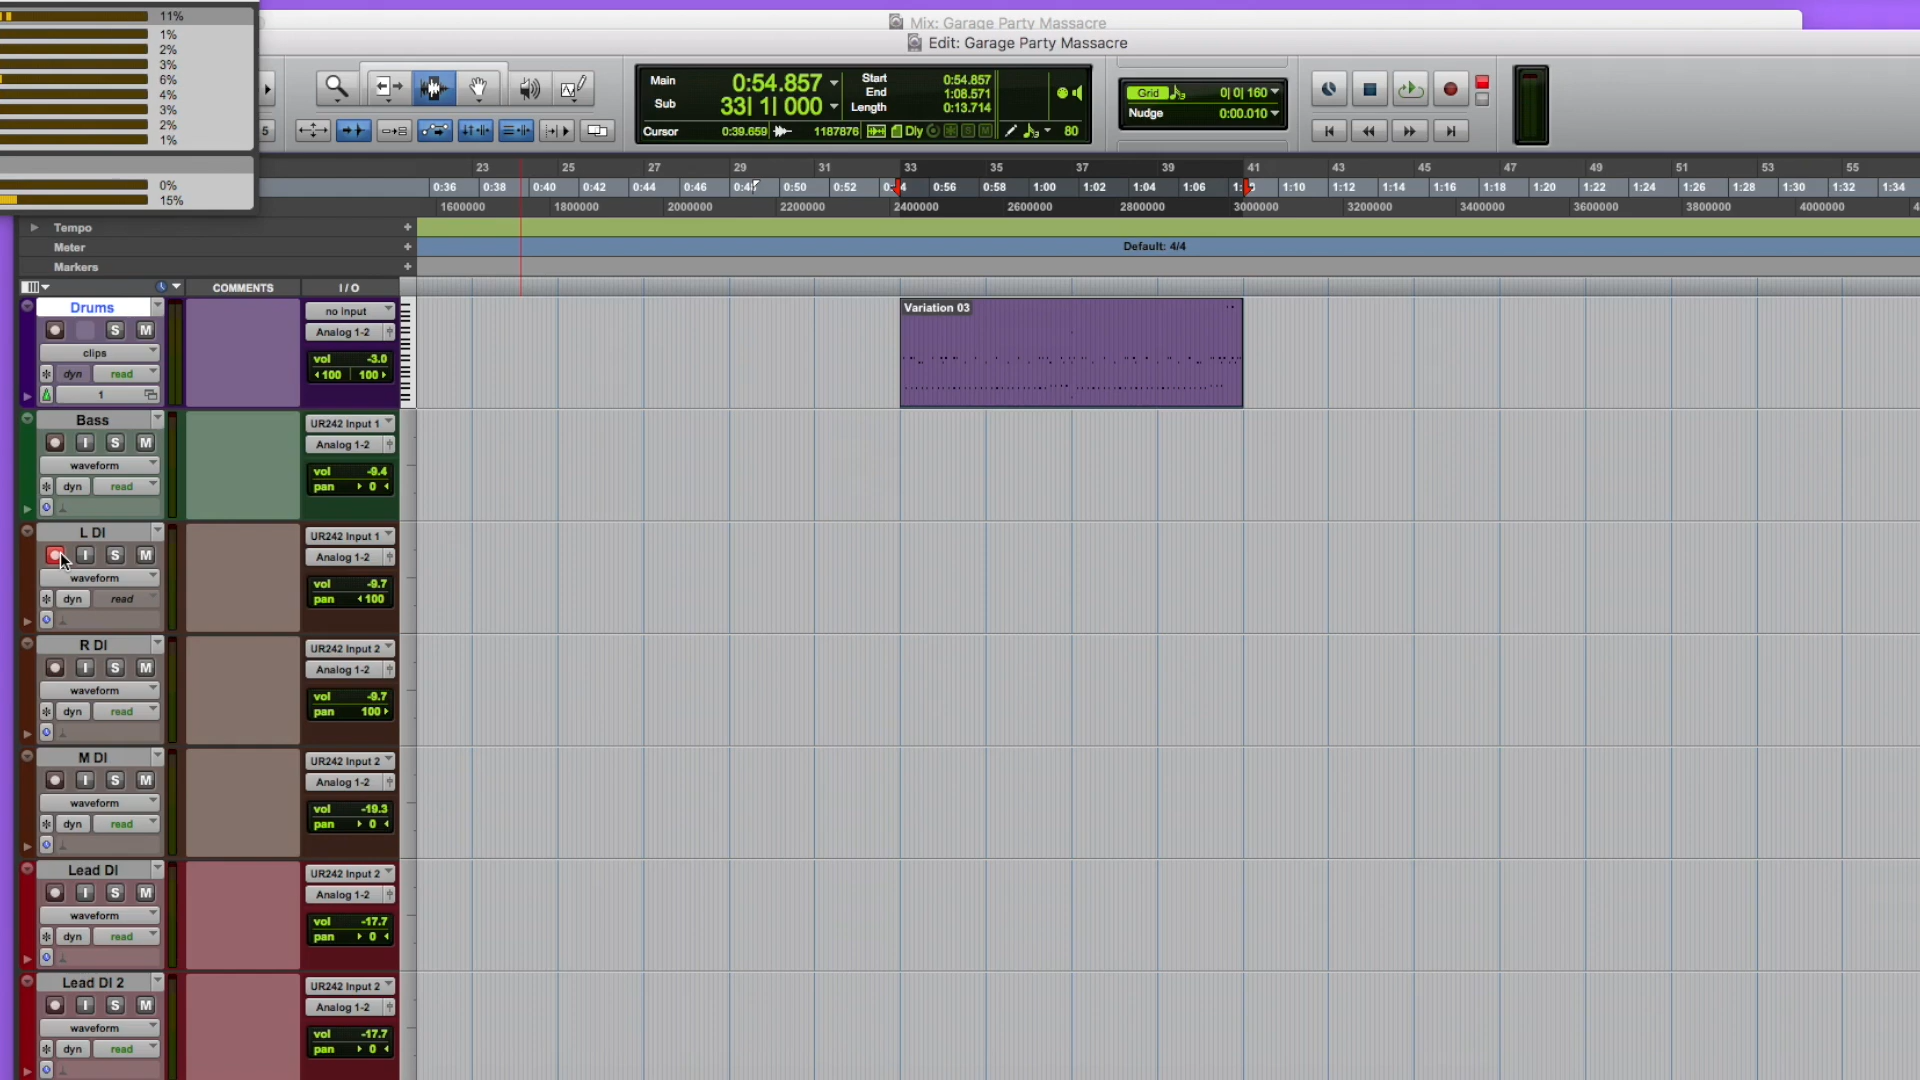 11%
1%
2%
3%
6%
4%
3%
2%
1%
0%
15%
Mix: Garage Party Massacre
Edit: Garage Party Massacre
5
Main 0:54.857
Sub 33| 1| 000
Start 0:54.857
End 1:08.571
Length 0:13.714
Cursor 0:39.659 1187876 Dly S M 80
Grid 0| 0| 160
Nudge 0:00.010
23 25 27 29 31 33 35 37 39 41 43 45 47 49 51 53 55
0:36 0:38 0:40 0:42 0:44 0:46 0:50 0:52 0:56 0:58 1:00 1:02 1:04 1:06 1:10 1:12 1:14 1:16 1:18 1:20 1:22 1:24 1:26 1:28 1:30 1:32 1:34
1600000 1800000 2000000 2200000 2400000 2600000 2800000 3000000 3200000 3400000 3600000 3800000 4000000
Tempo
Meter
Default: 4/4
Markers
COMMENTS I / O
Drums
S M
clips
dyn read
1
no input
Analog 1-2
vol -3.0
100 100
Variation 03
Bass
I S M
waveform
dyn read
UR242 Input 1
Analog 1-2
vol -9.4
pan 0
L DI
I S M
waveform
dyn read
UR242 Input 1
Analog 1-2
vol -9.7
pan 100
R DI
I S M
waveform
dyn read
UR242 Input 2
Analog 1-2
vol -9.7
pan 100
M DI
I S M
waveform
dyn read
UR242 Input 2
Analog 1-2
vol -19.3
pan 0
Lead DI
I S M
waveform
dyn read
UR242 Input 2
Analog 1-2
vol -17.7
pan 0
Lead DI 2
I S M
waveform
dyn read
UR242 Input 2
Analog 1-2
vol -17.7
pan 0